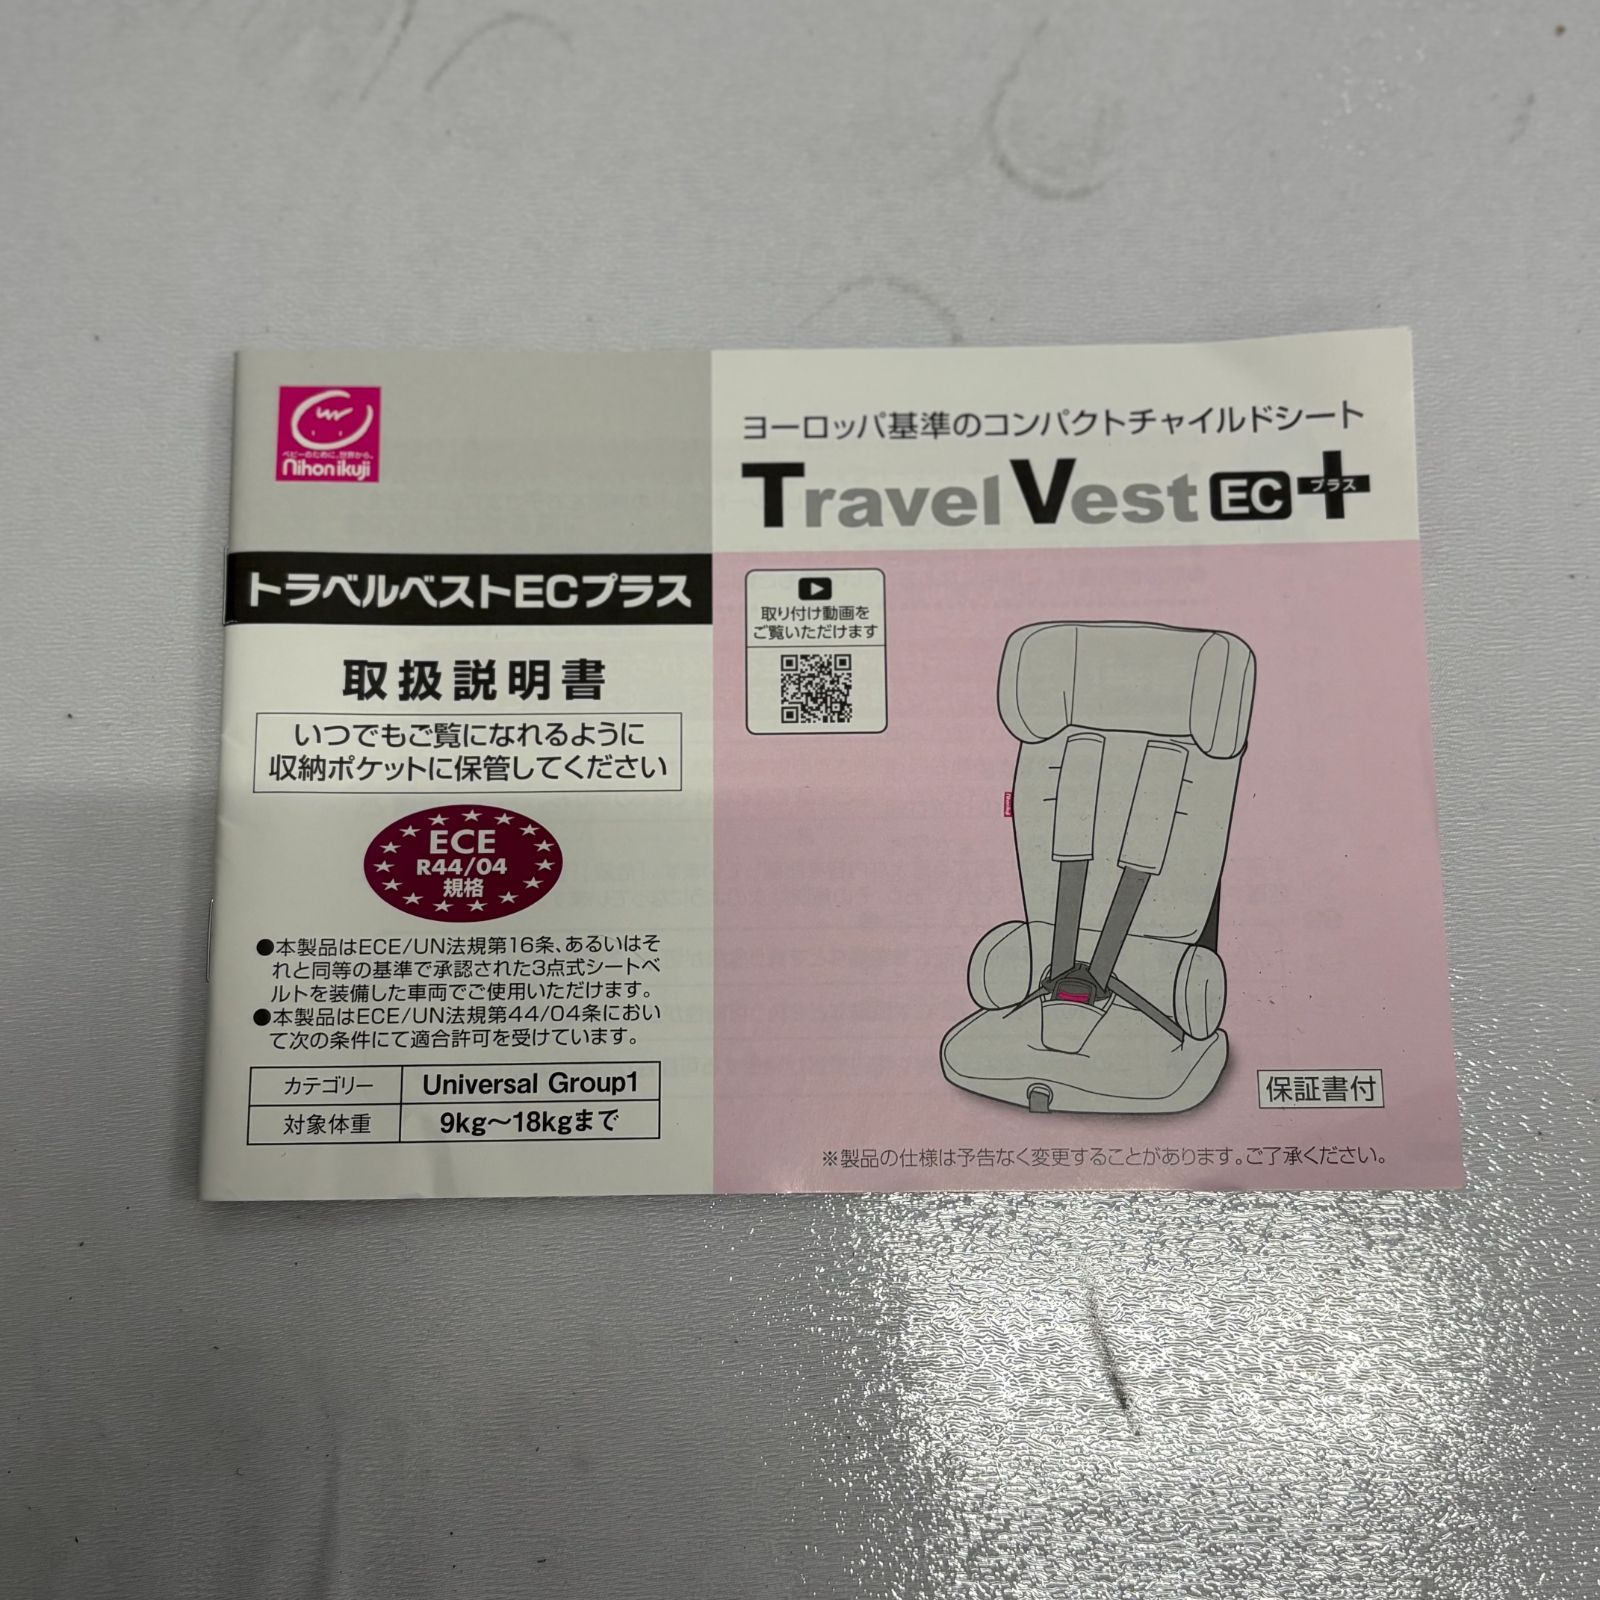 ベビーのために、世界から。
Nihon ikuji
トラベルベストECプラス
取扱説明書
いつでもご覧になれるように
収納ポケットに保管してください
ECE
R44/04
規格
●本製品はECE/UN法規第16条、あるいはそ
れと同等の基準で承認された3点式シートベ
ルトを装備した車両でご使用いただけます。
●本製品はECE/UN法規第44/04条におい
て次の条件にて適合許可を受けています。
カテゴリー Universal Group1
対象体重 9kg〜18kgまで
ヨーロッパ基準のコンパクトチャイルドシート
Travel Vest EC+
プラス
取り付け動画を
ご覧いただけます
保証書付
※製品の仕様は予告なく変更することがあります。ご了承ください。